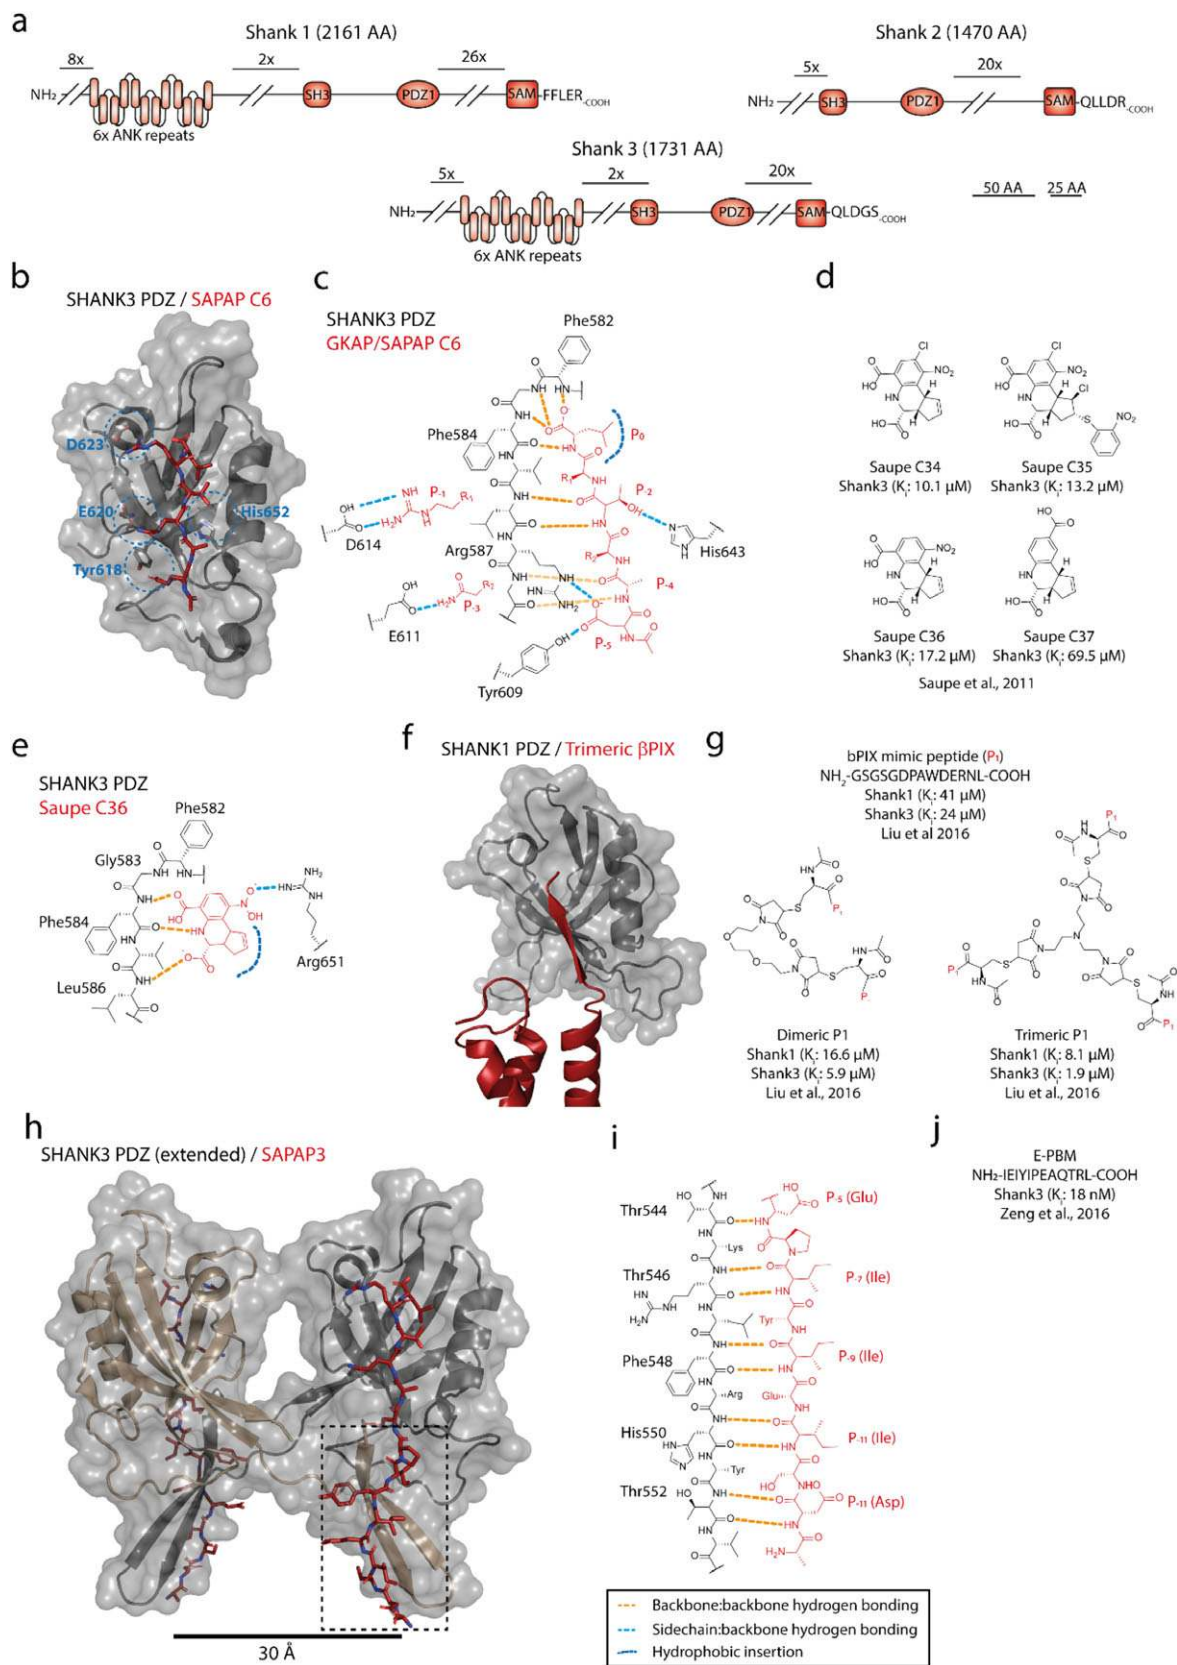 a
Shank 1 (2161 AA)
8x
2x
26x
NH₂
SH3
PDZ1
SAM
-FFLER-COOH
6x ANK repeats
Shank 2 (1470 AA)
5x
20x
NH₂
SH3
PDZ1
SAM
-QLLDR-COOH
Shank 3 (1731 AA)
5x
2x
20x
NH₂
SH3
PDZ1
SAM
-QLDGS-COOH
6x ANK repeats
50 AA
25 AA
b
SHANK3 PDZ / SAPAP C6
D623
E620
His652
Tyr618
c
SHANK3 PDZ
GKAP/SAPAP C6
Phe582
Phe584
P₀
P-1
P-2
D614
Arg587
His643
P-4
P-3
E611
P-5
Tyr609
d
Saupe C34
Shank3 (Kᵢ: 10.1 μM)
Saupe C35
Shank3 (Kᵢ: 13.2 μM)
Saupe C36
Shank3 (Kᵢ: 17.2 μM)
Saupe C37
Shank3 (Kᵢ: 69.5 μM)
Saupe et al., 2011
e
SHANK3 PDZ
Saupe C36
Phe582
Gly583
Phe584
Arg651
Leu586
f
SHANK1 PDZ / Trimeric βPIX
g
bPIX mimic peptide (P₁)
NH₂-GSGSGDPAWDERNL-COOH
Shank1 (Kᵢ: 41 μM)
Shank3 (Kᵢ: 24 μM)
Liu et al 2016
Dimeric P1
Shank1 (Kᵢ: 16.6 μM)
Shank3 (Kᵢ: 5.9 μM)
Liu et al., 2016
Trimeric P1
Shank1 (Kᵢ: 8.1 μM)
Shank3 (Kᵢ: 1.9 μM)
Liu et al., 2016
h
SHANK3 PDZ (extended) / SAPAP3
30 Å
i
Thr544
P-5 (Glu)
Lys
Thr546
P-7 (Ile)
Tyr
Phe548
P-9 (Ile)
Arg
Glu
His550
P-11 (Ile)
Tyr
Thr552
P-11 (Asp)
j
E-PBM
NH₂-IEIYIPEAQTRL-COOH
Shank3 (Kᵢ: 18 nM)
Zeng et al., 2016
Backbone:backbone hydrogen bonding
Sidechain:backbone hydrogen bonding
Hydrophobic insertion